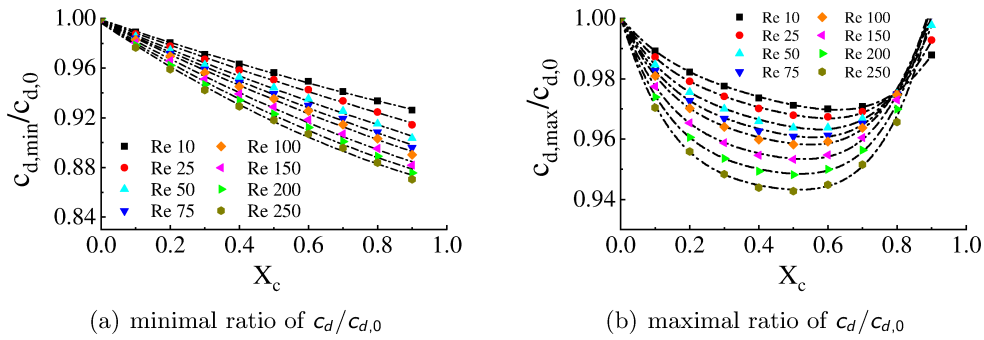 1.00
0.96
0.92
0.88
0.84
c_d,min/c_d,0
Re 10
Re 25
Re 50
Re 75
Re 100
Re 150
Re 200
Re 250
0.0 0.2 0.4 0.6 0.8 1.0
X_c
(a) minimal ratio of c_d/c_d,0
1.00
0.98
0.96
0.94
c_d,max/c_d,0
Re 10
Re 25
Re 50
Re 75
Re 100
Re 150
Re 200
Re 250
0.0 0.2 0.4 0.6 0.8 1.0
X_c
(b) maximal ratio of c_d/c_d,0